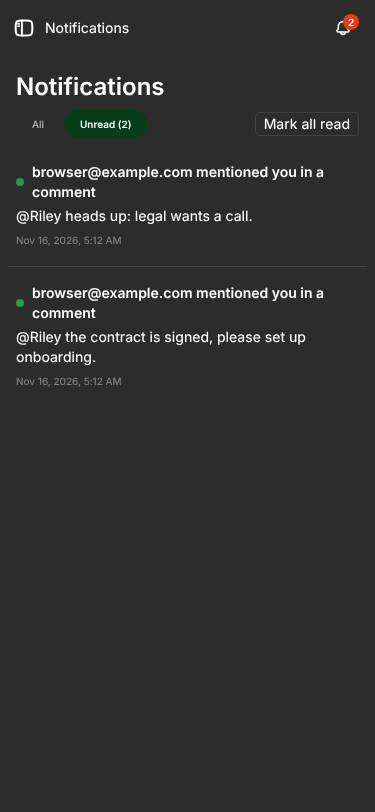 Notifications
2
Notifications
All
Unread (2)
Mark all read
browser@example.com mentioned you in a
comment
@Riley heads up: legal wants a call.
Nov 16, 2026, 5:12 AM
browser@example.com mentioned you in a
comment
@Riley the contract is signed, please set up
onboarding.
Nov 16, 2026, 5:12 AM